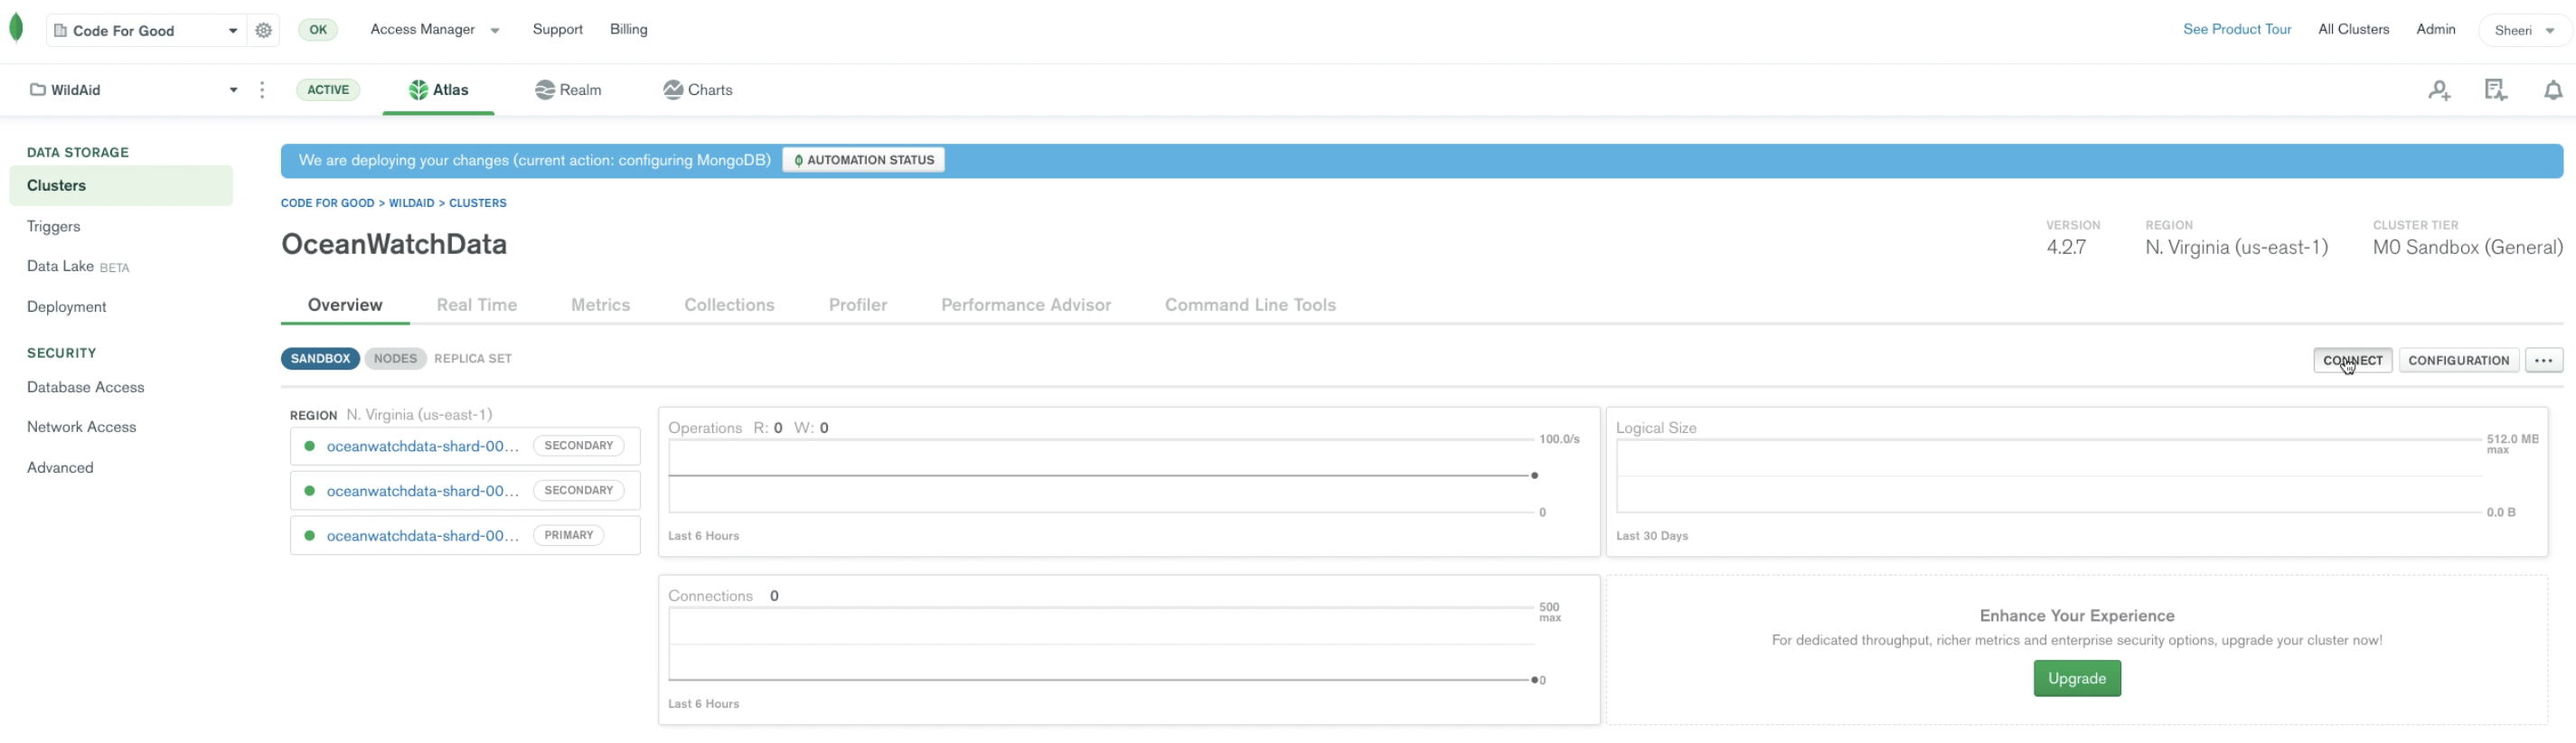 Code For Good OK Access Manager Support Billing See Product Tour All Clusters Admin Sheeri
WildAid ACTIVE Atlas Realm Charts
DATA STORAGE
Clusters
Triggers
Data Lake BETA
Deployment
SECURITY
Database Access
Network Access
Advanced
We are deploying your changes (current action: configuring MongoDB) AUTOMATION STATUS
CODE FOR GOOD > WILDAID > CLUSTERS
OceanWatchData
VERSION
4.2.7
REGION
N. Virginia (us-east-1)
CLUSTER TIER
M0 Sandbox (General)
Overview Real Time Metrics Collections Profiler Performance Advisor Command Line Tools
SANDBOX NODES REPLICA SET CONNECT CONFIGURATION ...
REGION N. Virginia (us-east-1)
oceanwatchdata-shard-00... SECONDARY
oceanwatchdata-shard-00... SECONDARY
oceanwatchdata-shard-00... PRIMARY
Operations R: 0 W: 0
100.0/s
0
Last 6 Hours
Logical Size
512.0 MB
max
0.0 B
Last 30 Days
Connections 0
500
max
0
Last 6 Hours
Enhance Your Experience
For dedicated throughput, richer metrics and enterprise security options, upgrade your cluster now!
Upgrade